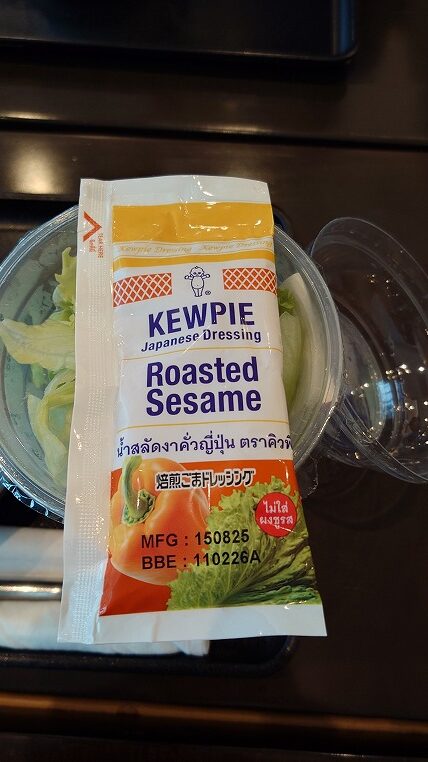 Kewpie Dressing Kewpie Dressing
KEWPIE
Japanese Dressing
Roasted
Sesame
น้ำสลัดงาคั่วญี่ปุ่น ตราคิวพี
焙煎ごまドレッシング
ไม่ใส่
ผงชูรส
MFG : 150825
BBE : 110226A